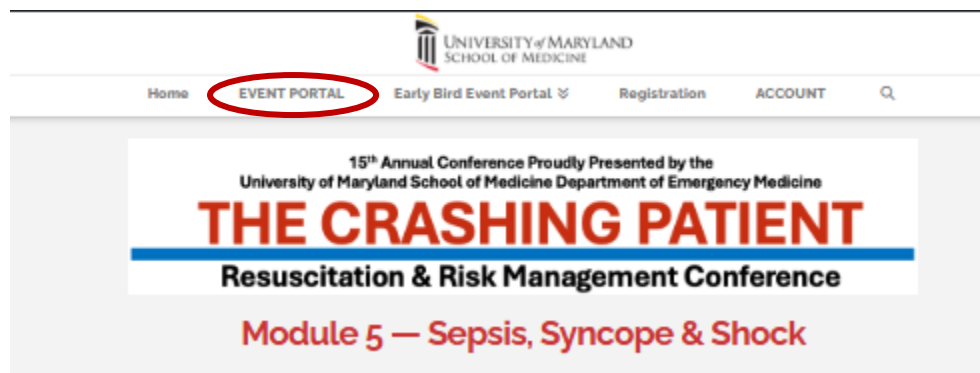 UNIVERSITY of MARYLAND
SCHOOL OF MEDICINE
Home EVENT PORTAL Early Bird Event Portal Registration ACCOUNT
15th Annual Conference Proudly Presented by the
University of Maryland School of Medicine Department of Emergency Medicine
THE CRASHING PATIENT
Resuscitation & Risk Management Conference
Module 5 — Sepsis, Syncope & Shock